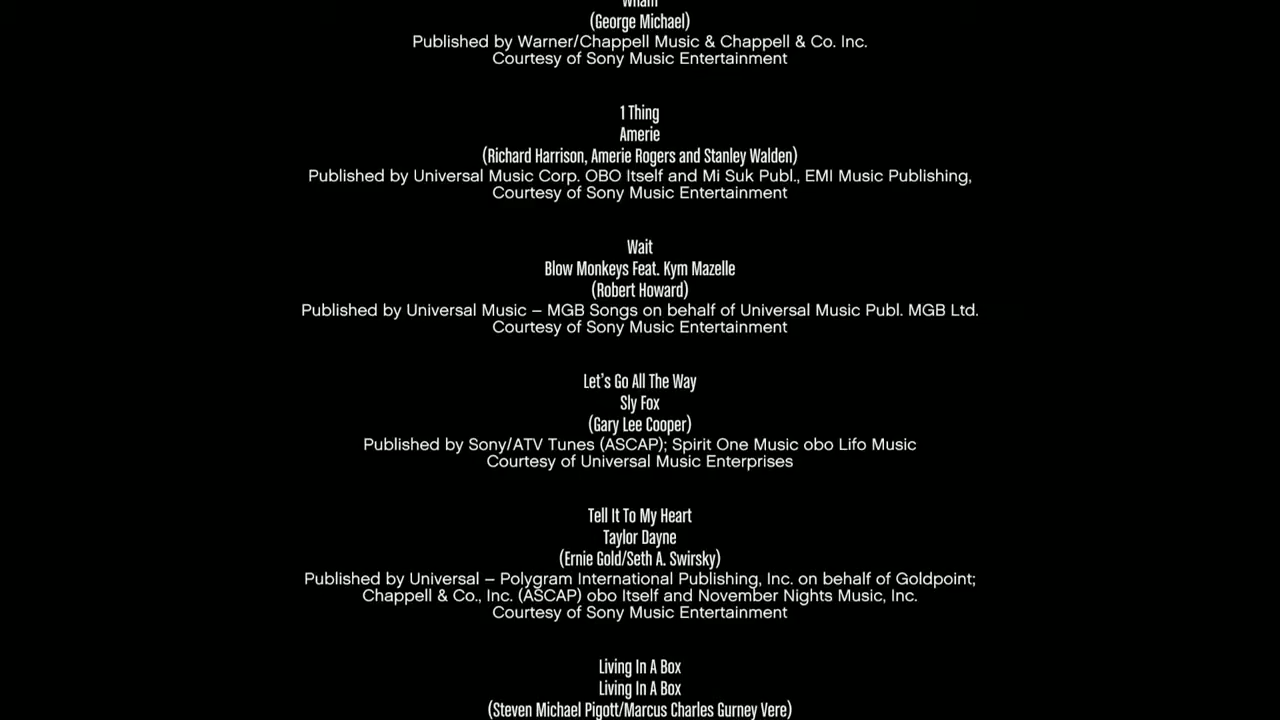 Wham
(George Michael)
Published by Warner/Chappell Music & Chappell & Co. Inc.
Courtesy of Sony Music Entertainment
1 Thing
Amerie
(Richard Harrison, Amerie Rogers and Stanley Walden)
Published by Universal Music Corp. OBO Itself and Mi Suk Publ., EMI Music Publishing,
Courtesy of Sony Music Entertainment
Wait
Blow Monkeys Feat. Kym Mazelle
(Robert Howard)
Published by Universal Music – MGB Songs on behalf of Universal Music Publ. MGB Ltd.
Courtesy of Sony Music Entertainment
Let's Go All The Way
Sly Fox
(Gary Lee Cooper)
Published by Sony/ATV Tunes (ASCAP); Spirit One Music obo Lifo Music
Courtesy of Universal Music Enterprises
Tell It To My Heart
Taylor Dayne
(Ernie Gold/Seth A. Swirsky)
Published by Universal – Polygram International Publishing, Inc. on behalf of Goldpoint;
Chappell & Co., Inc. (ASCAP) obo Itself and November Nights Music, Inc.
Courtesy of Sony Music Entertainment
Living In A Box
Living In A Box
(Steven Michael Pigott/Marcus Charles Gurney Vere)